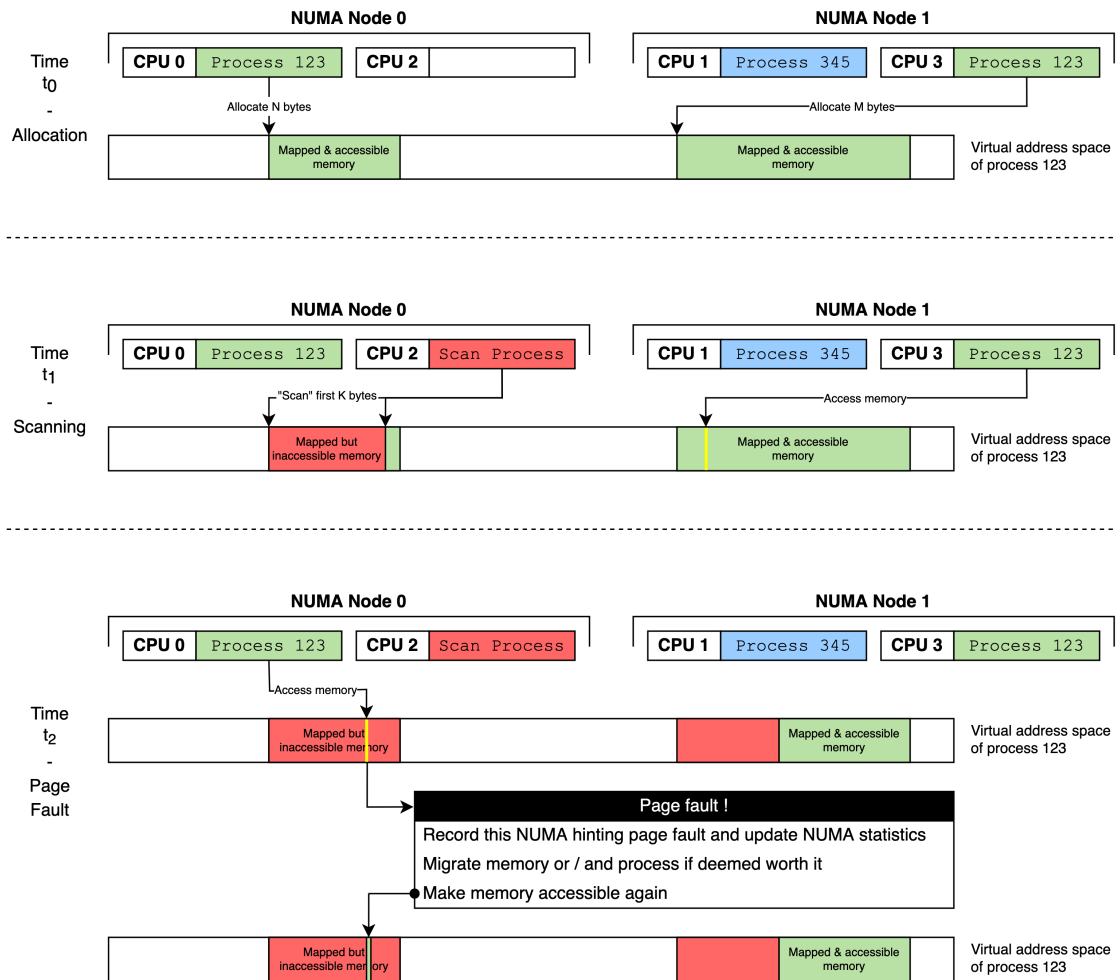 NUMA Node 0
NUMA Node 1
Time
t0
-
Allocation
CPU 0
Process 123
CPU 2
CPU 1
Process 345
CPU 3
Process 123
Allocate N bytes
Allocate M bytes
Mapped & accessible
memory
Mapped & accessible
memory
Virtual address space
of process 123
NUMA Node 0
NUMA Node 1
Time
t1
-
Scanning
CPU 0
Process 123
CPU 2
Scan Process
CPU 1
Process 345
CPU 3
Process 123
"Scan" first K bytes
Access memory
Mapped but
inaccessible memory
Mapped & accessible
memory
Virtual address space
of process 123
NUMA Node 0
NUMA Node 1
Time
t2
-
Page
Fault
CPU 0
Process 123
CPU 2
Scan Process
CPU 1
Process 345
CPU 3
Process 123
Access memory
Mapped but
inaccessible memory
Mapped & accessible
memory
Virtual address space
of process 123
Page fault !
Record this NUMA hinting page fault and update NUMA statistics
Migrate memory or / and process if deemed worth it
Make memory accessible again
Mapped but
inaccessible memory
Mapped & accessible
memory
Virtual address space
of process 123